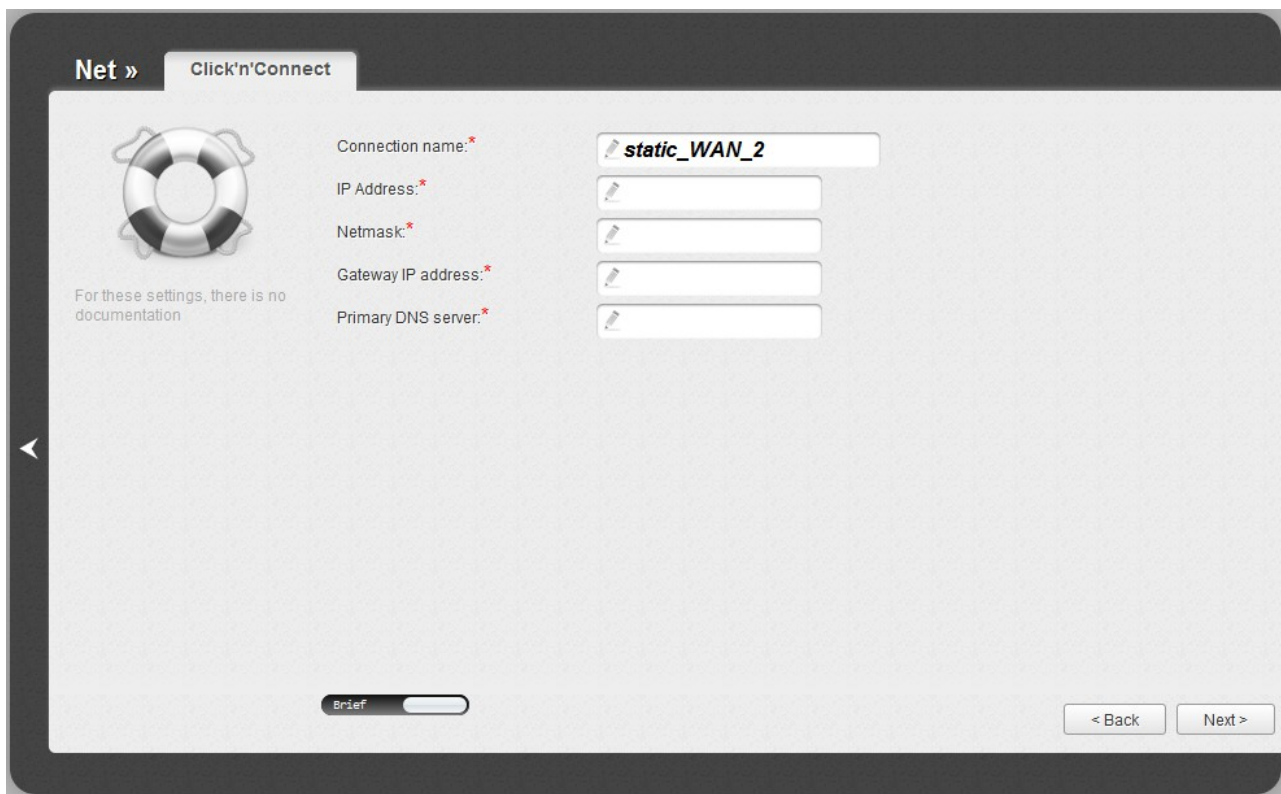 Net »
Click'n'Connect
Connection name:*
static_WAN_2
IP Address:*
Netmask:*
Gateway IP address:*
Primary DNS server:*
For these settings, there is no
documentation
Brief
< Back
Next >